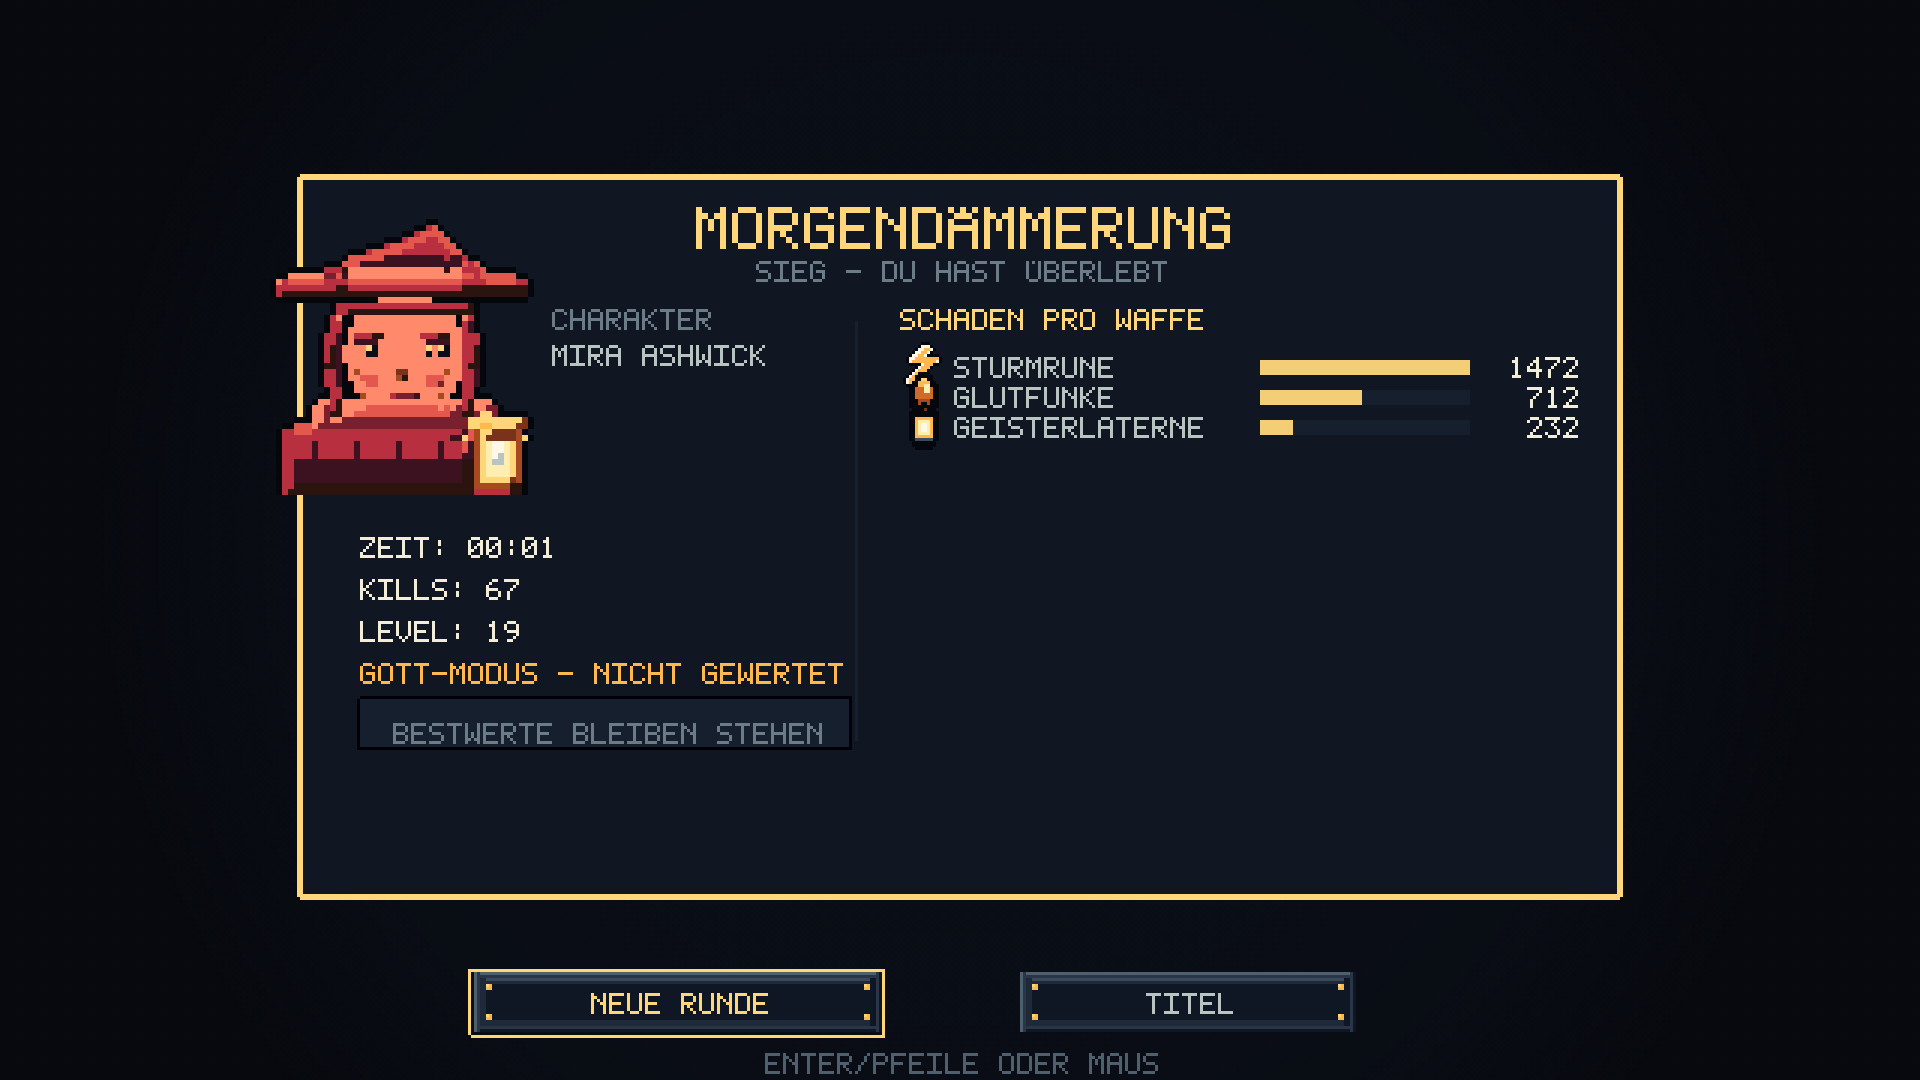 MORGENDÄMMERUNG
SIEG - DU HAST ÜBERLEBT
CHARAKTER
MIRA ASHWICK
SCHADEN PRO WAFFE
STURMRUNE 1472
GLUTFUNKE 712
GEISTERLATERNE 232
ZEIT: 00:01
KILLS: 67
LEVEL: 19
GOTT-MODUS - NICHT GEWERTET
BESTWERTE BLEIBEN STEHEN
NEUE RUNDE
TITEL
ENTER/PFEILE ODER MAUS